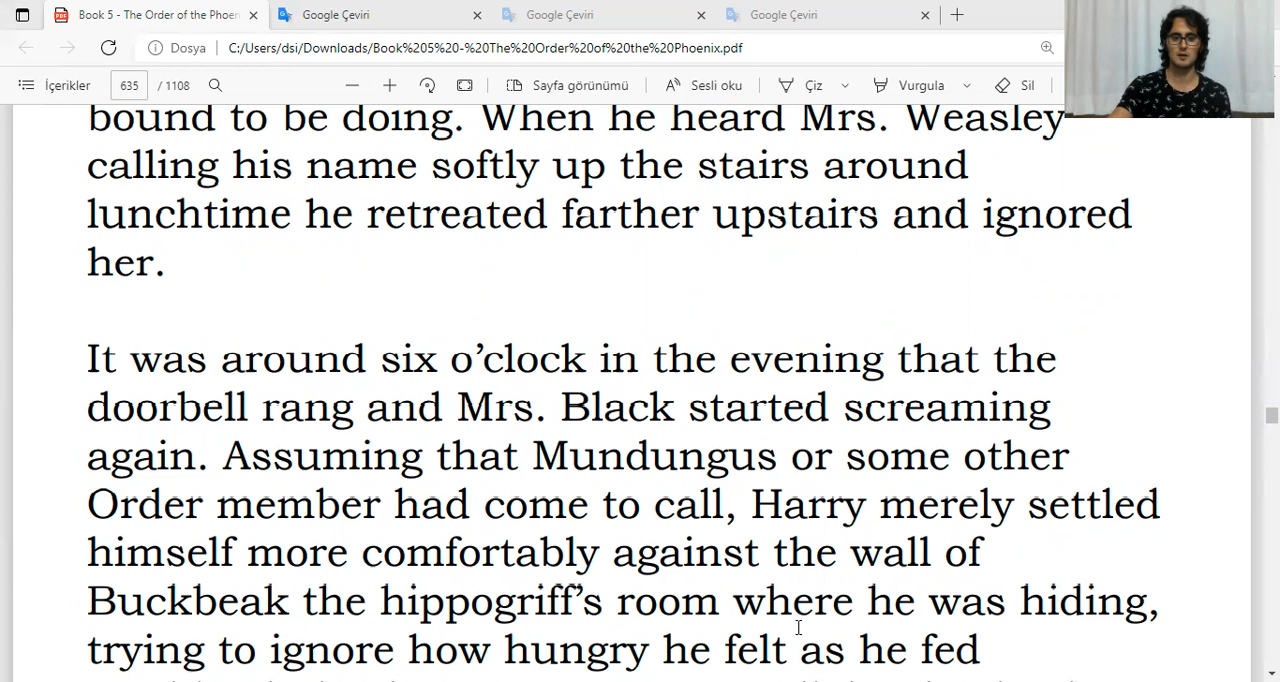 Book 5 - The Order of the Phoen
Google Çeviri
Google Çeviri
Google Çeviri
Dosya
C:/Users/dsi/Downloads/Book%205%20-%20The%20Order%20of%20the%20Phoenix.pdf
İçerikler
635 / 1108
Sayfa görünümü
Sesli oku
Çiz
Vurgula
Sil
bound to be doing. When he heard Mrs. Weasley
calling his name softly up the stairs around
lunchtime he retreated farther upstairs and ignored
her.
It was around six o’clock in the evening that the
doorbell rang and Mrs. Black started screaming
again. Assuming that Mundungus or some other
Order member had come to call, Harry merely settled
himself more comfortably against the wall of
Buckbeak the hippogriff’s room where he was hiding,
trying to ignore how hungry he felt as he fed